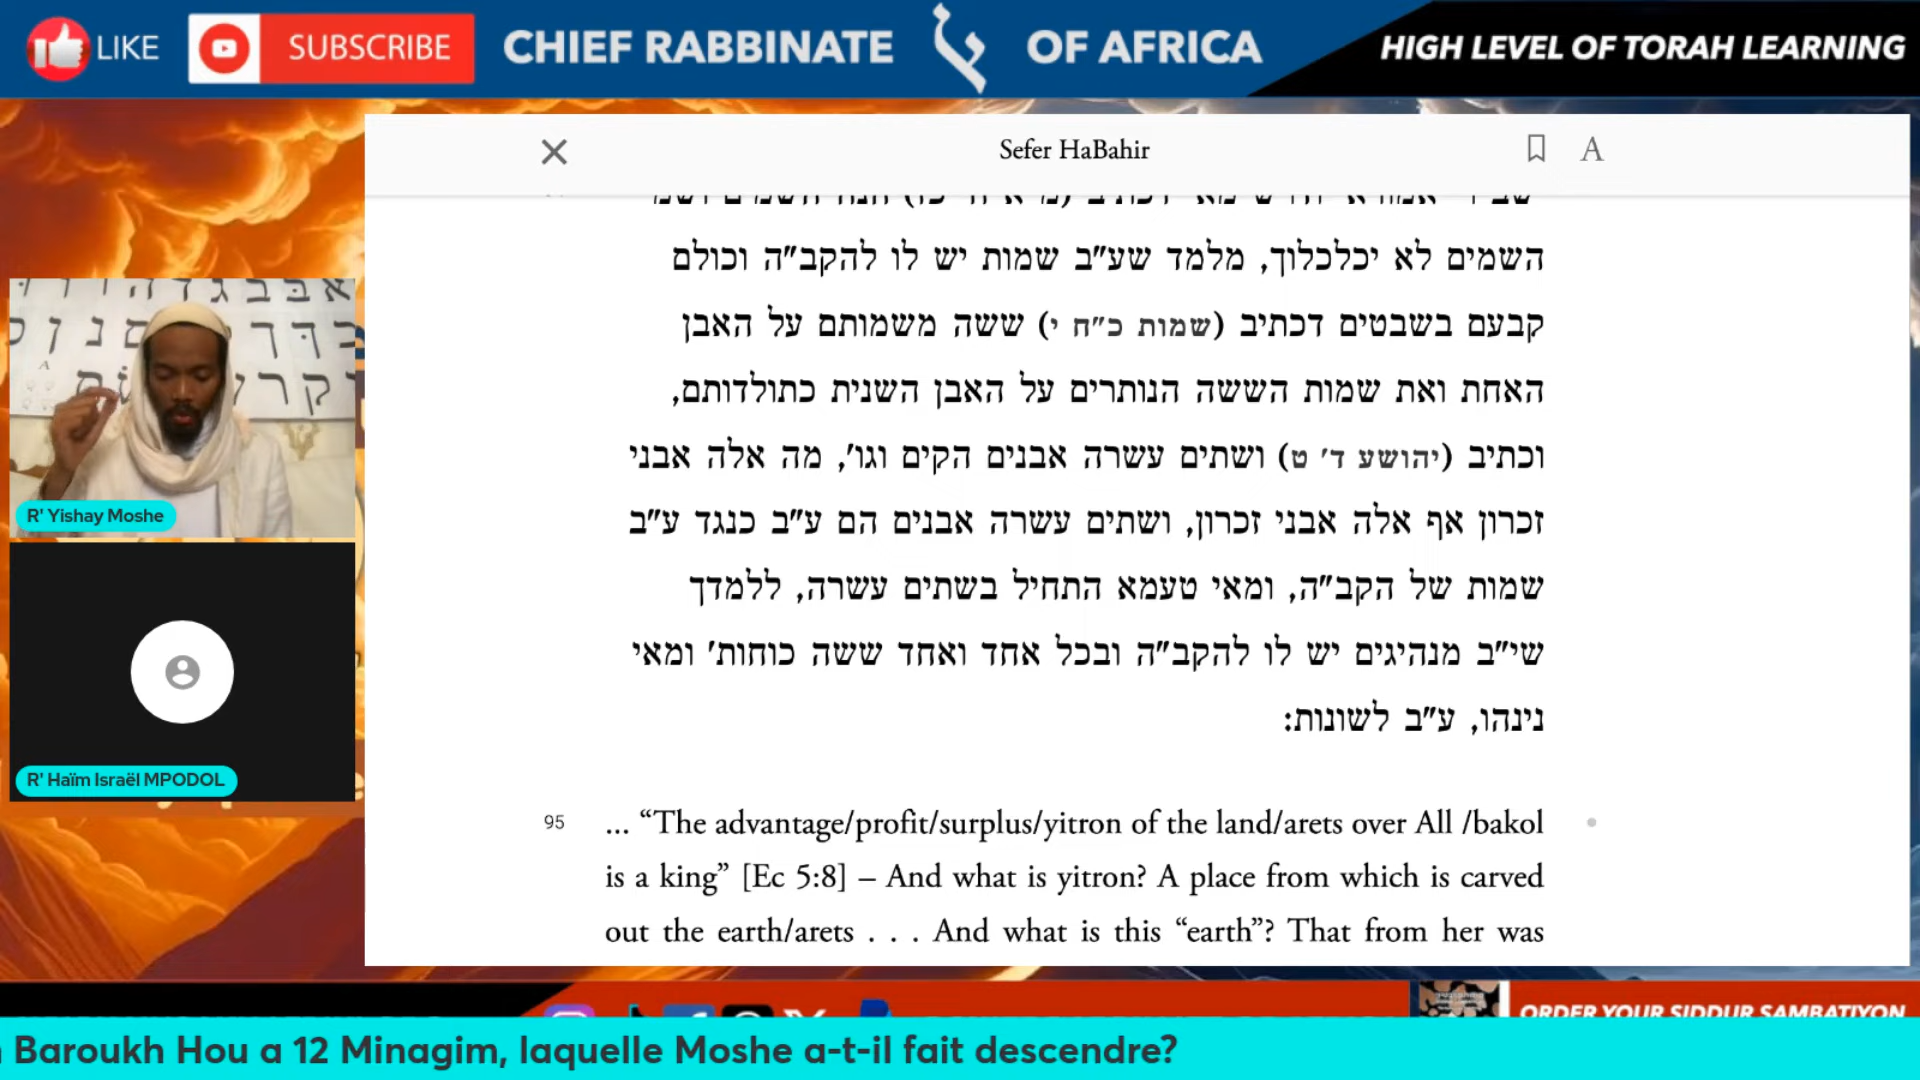 LIKE
SUBSCRIBE
CHIEF RABBINATE OF AFRICA
HIGH LEVEL OF TORAH LEARNING
Sefer HaBahir
A
השמים לא יכלכלוך, מלמד שע״ב שמות יש לו להקב״ה וכולם
קבעם בשבטים דכתיב (שמות כ״ח י) ששה משמותם על האבן
האחת ואת שמות הששה הנותרים על האבן השנית כתולדותם,
וכתיב (יהושע ד׳ ט) ושתים עשרה אבנים הקים וגו׳, מה אלה אבני
זכרון אף אלה אבני זכרון, ושתים עשרה אבנים הם ע״ב כנגד ע״ב
שמות של הקב״ה, ומאי טעמא התחיל בשתים עשרה, ללמדך
שי״ב מנהיגים יש לו להקב״ה ובכל אחד ואחד ששה כוחות׳ ומאי
נינהו, ע״ב לשונות:
95 ... “The advantage/profit/surplus/yitron of the land/arets over All /bakol
is a king” [Ec 5:8] – And what is yitron? A place from which is carved
out the earth/arets . . . And what is this “earth”? That from her was
R' Yishay Moshe
R' Haïm Israël MPODOL
ORDER YOUR SIDDUR SAMBATIYON
Baroukh Hou a 12 Minagim, laquelle Moshe a-t-il fait descendre?